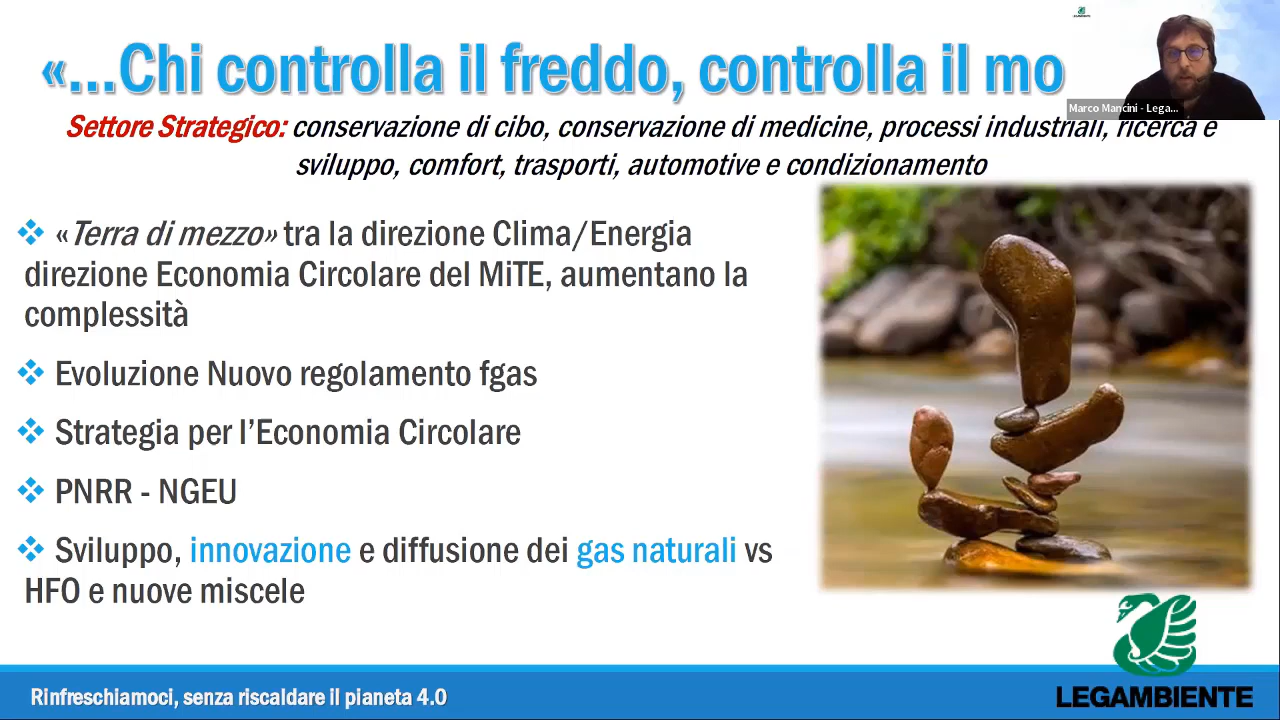 «...Chi controlla il freddo, controlla il mo
Marco Mancini - Lega...
Settore Strategico: conservazione di cibo, conservazione di medicine, processi industriali, ricerca e
sviluppo, comfort, trasporti, automotive e condizionamento
«Terra di mezzo» tra la direzione Clima/Energia
direzione Economia Circolare del MiTE, aumentano la
complessità
Evoluzione Nuovo regolamento fgas
Strategia per l'Economia Circolare
PNRR - NGEU
Sviluppo, innovazione e diffusione dei gas naturali vs
HFO e nuove miscele
Rinfreschiamoci, senza riscaldare il pianeta 4.0
LEGAMBIENTE